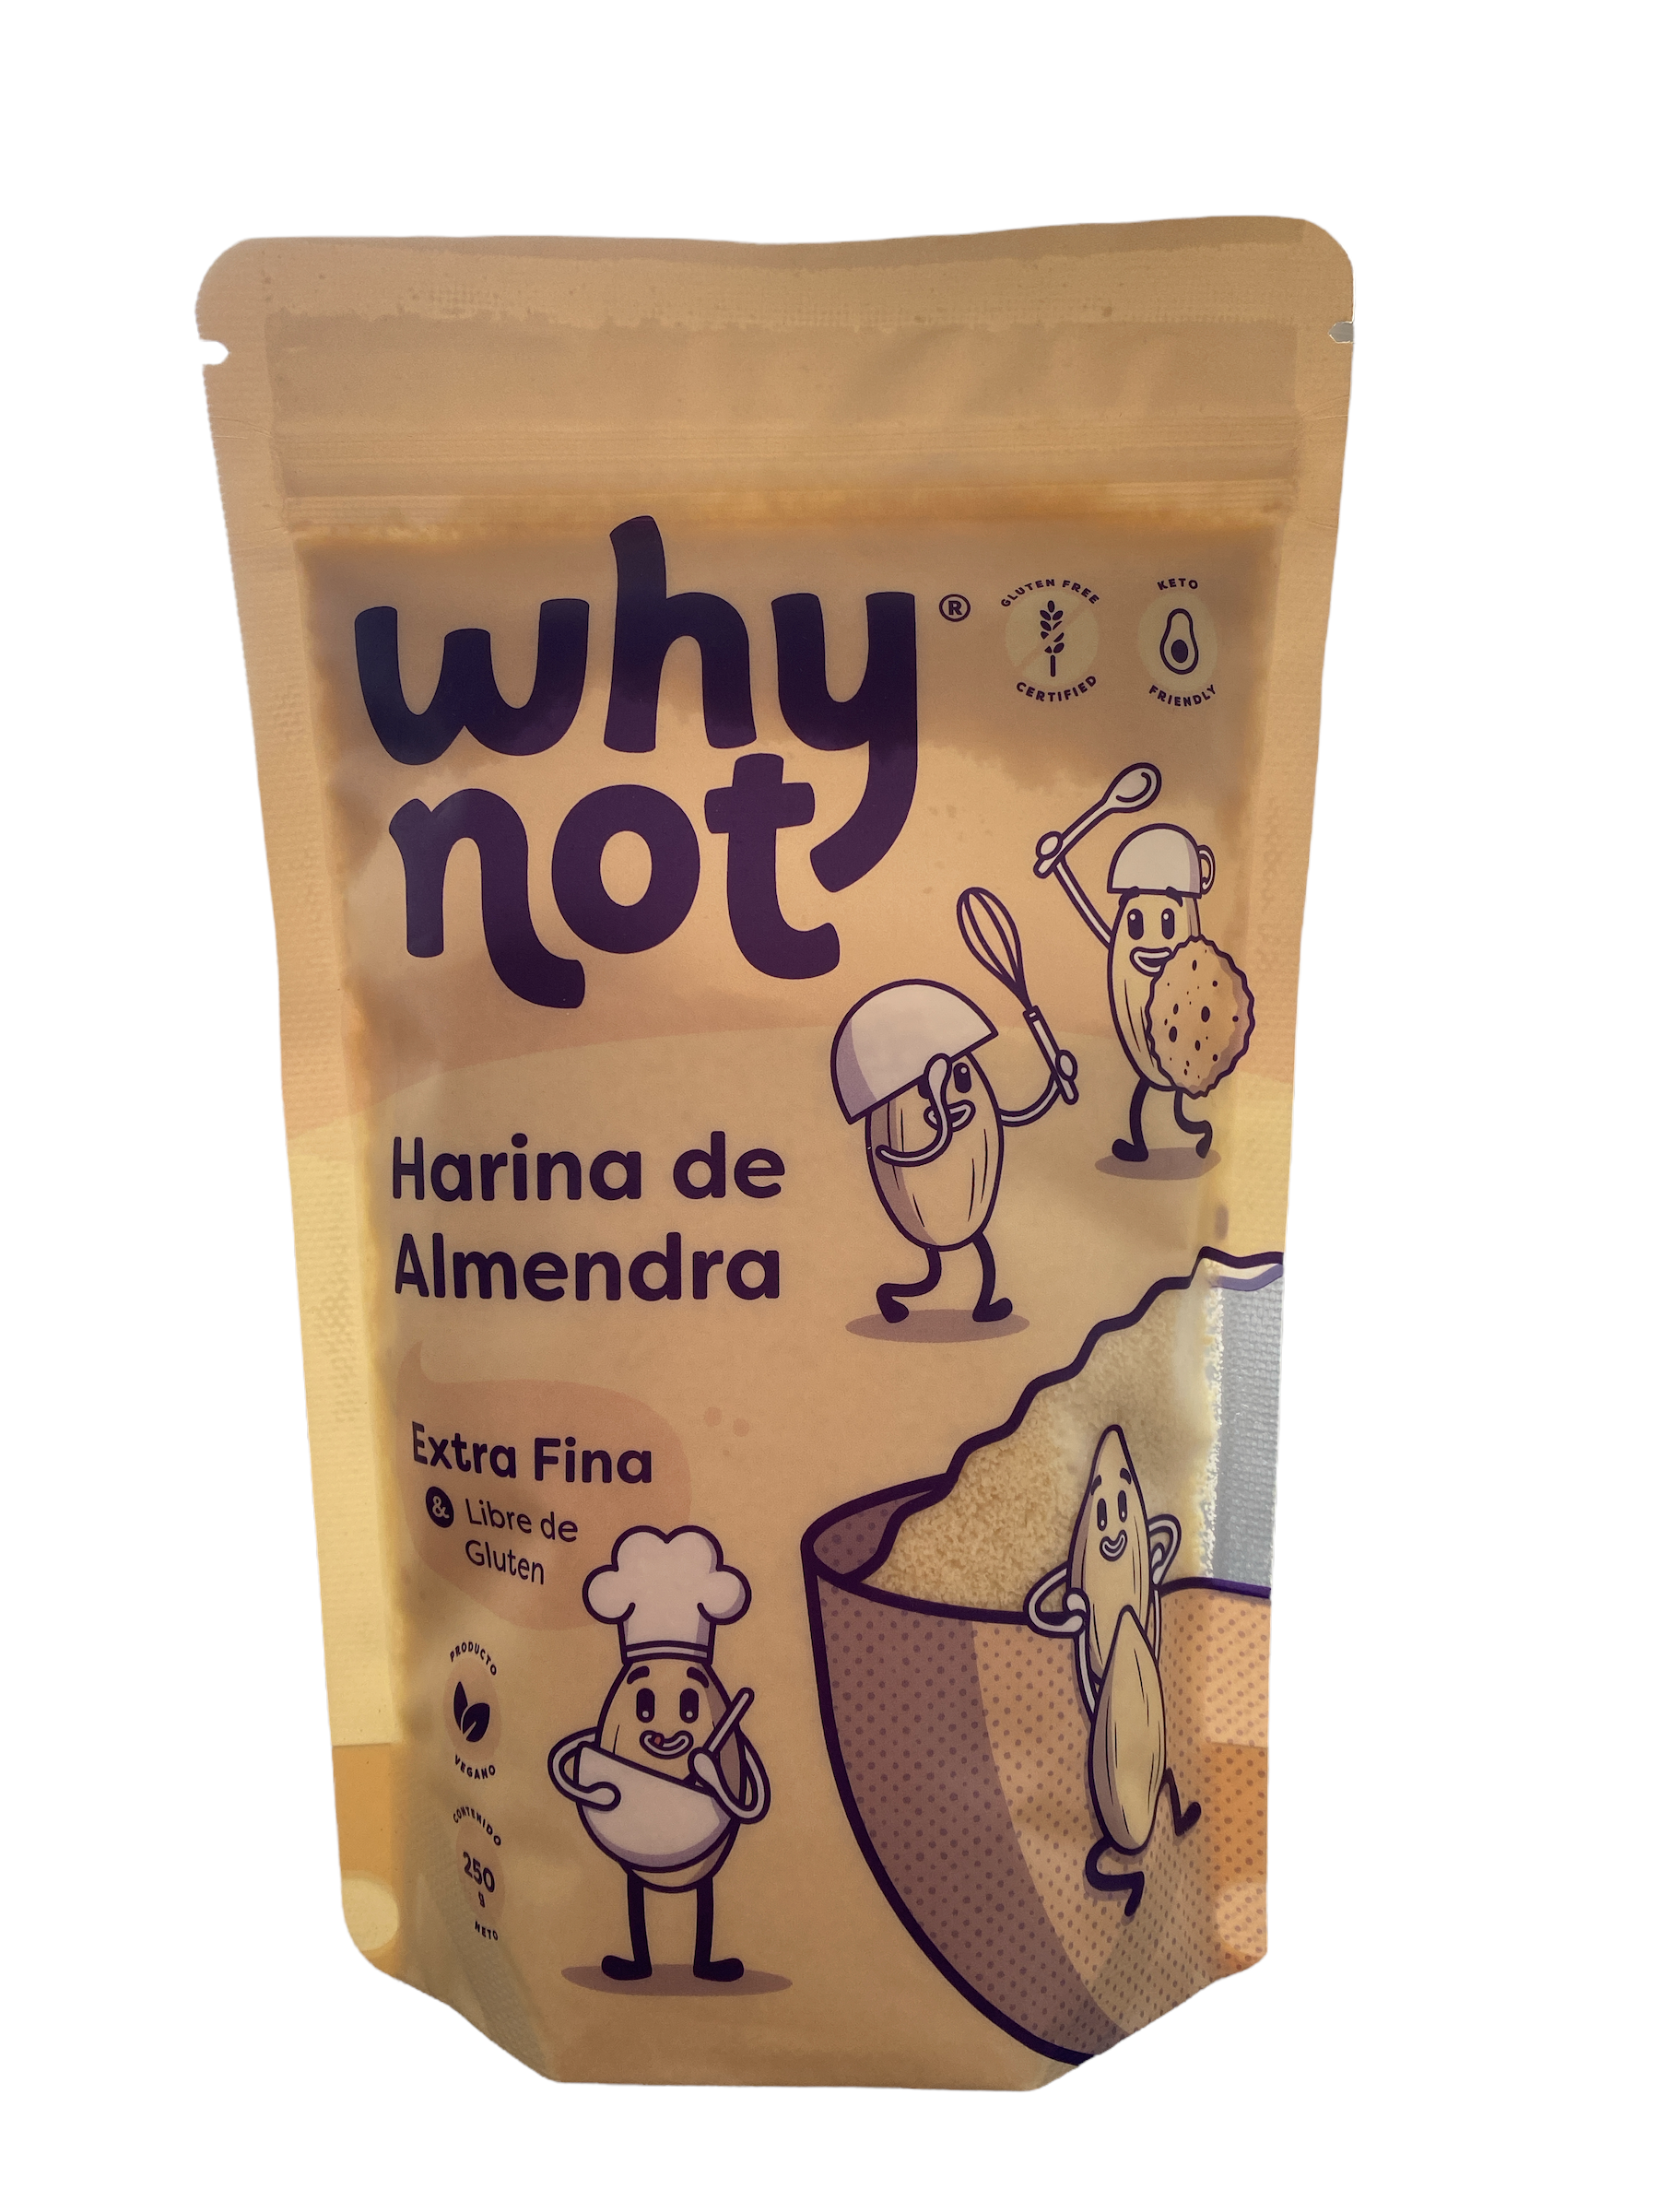 why
not®
GLUTEN FREE
CERTIFIED
KETO
FRIENDLY
Harina de
Almendra
Extra Fina
& Libre de
Gluten
PRODUCTO
VEGANO
CONTENIDO
250
g
NETO